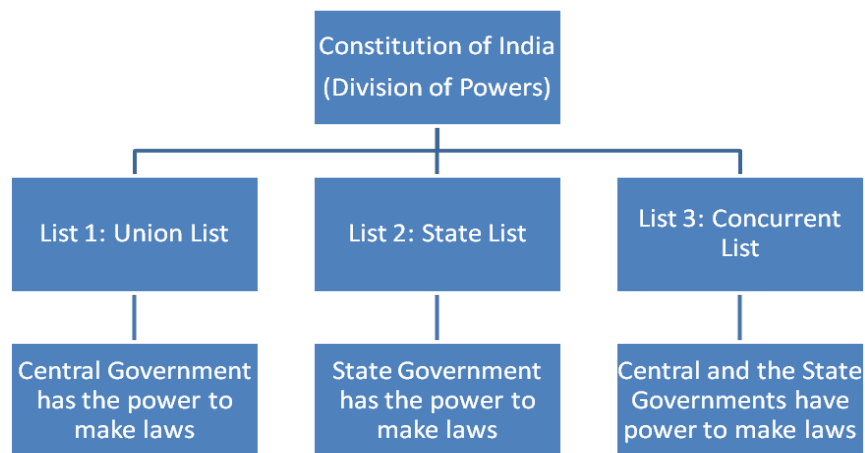 Constitution of India
(Division of Powers)
List 1: Union List
List 2: State List
List 3: Concurrent
List
Central Government
has the power to
make laws
State Government
has the power to
make laws
Central and the State
Governments have
power to make laws